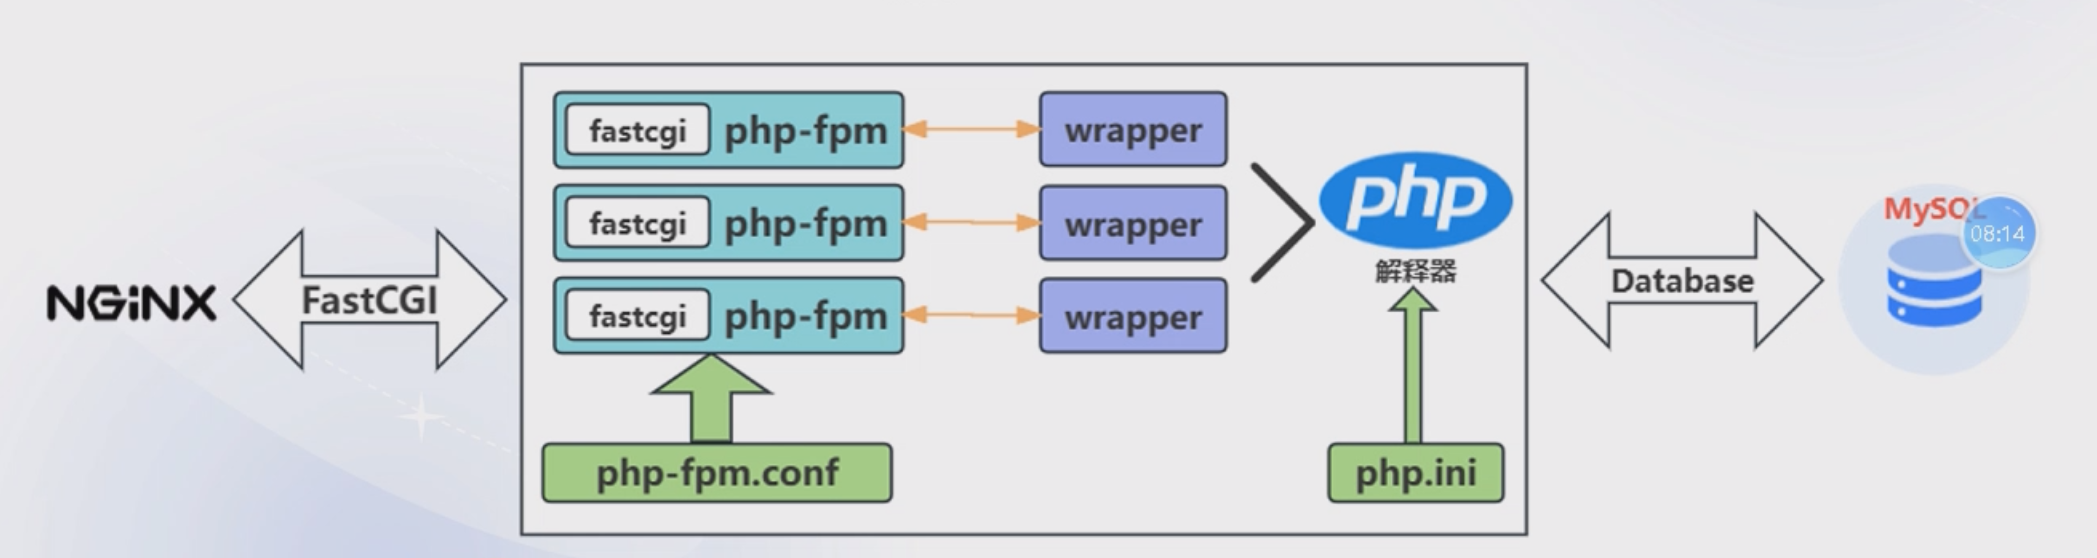 NGiNX
FastCGI
fastcgi php-fpm
wrapper
fastcgi php-fpm
wrapper
fastcgi php-fpm
wrapper
php-fpm.conf
php
解释器
php.ini
Database
MySQL
08:14